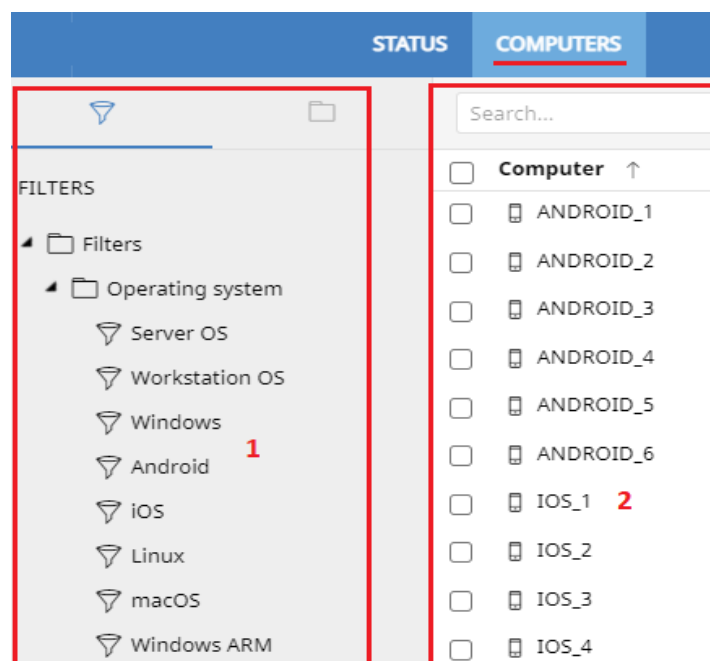 STATUS COMPUTERS
FILTERS
Filters
Operating system
Server OS
Workstation OS
Windows
1
Android
iOS
Linux
macOS
Windows ARM
Search...
Computer ↑
ANDROID_1
ANDROID_2
ANDROID_3
ANDROID_4
ANDROID_5
ANDROID_6
IOS_1 2
IOS_2
IOS_3
IOS_4